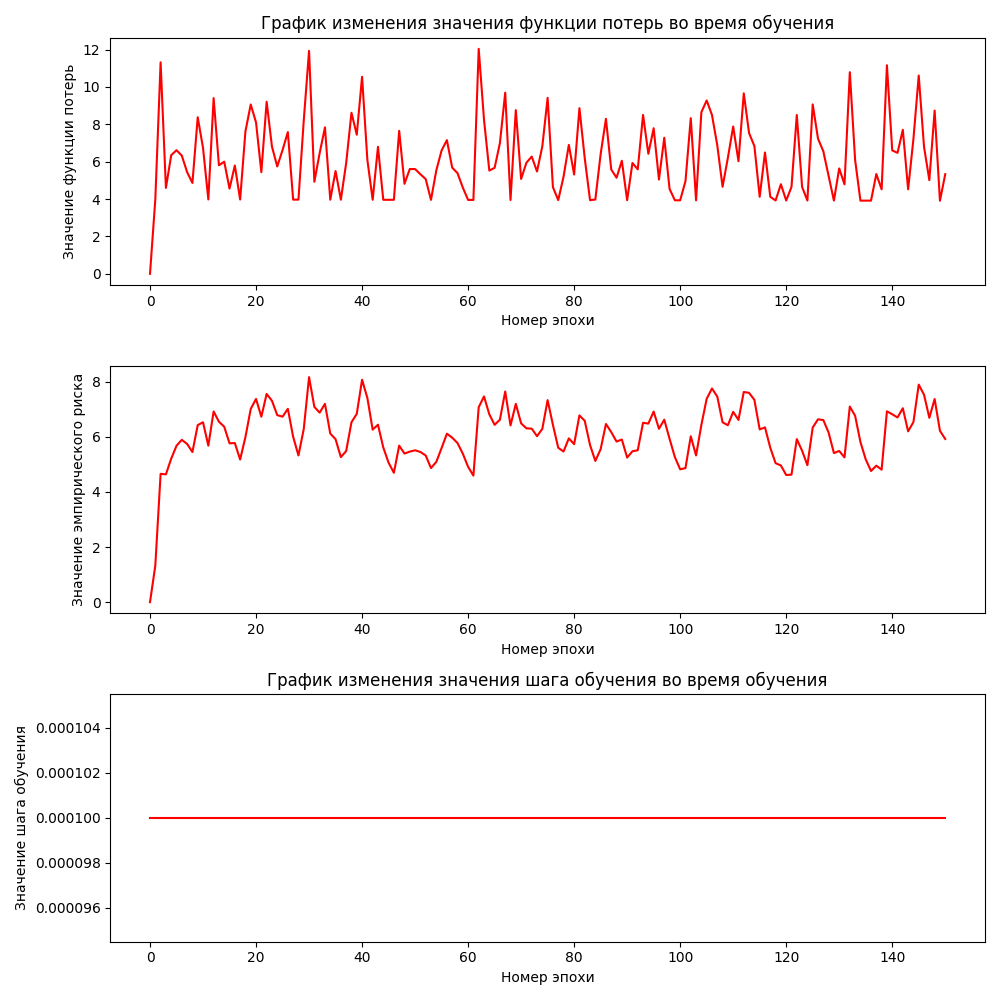 График изменения значения функции потерь во время обучения
Значение функции потерь
12
10
8
6
4
2
0
0 20 40 60 80 100 120 140
Номер эпохи
Значение эмпирического риска
8
6
4
2
0
0 20 40 60 80 100 120 140
Номер эпохи
График изменения значения шага обучения во время обучения
Значение шага обучения
0.000104
0.000102
0.000100
0.000098
0.000096
0 20 40 60 80 100 120 140
Номер эпохи